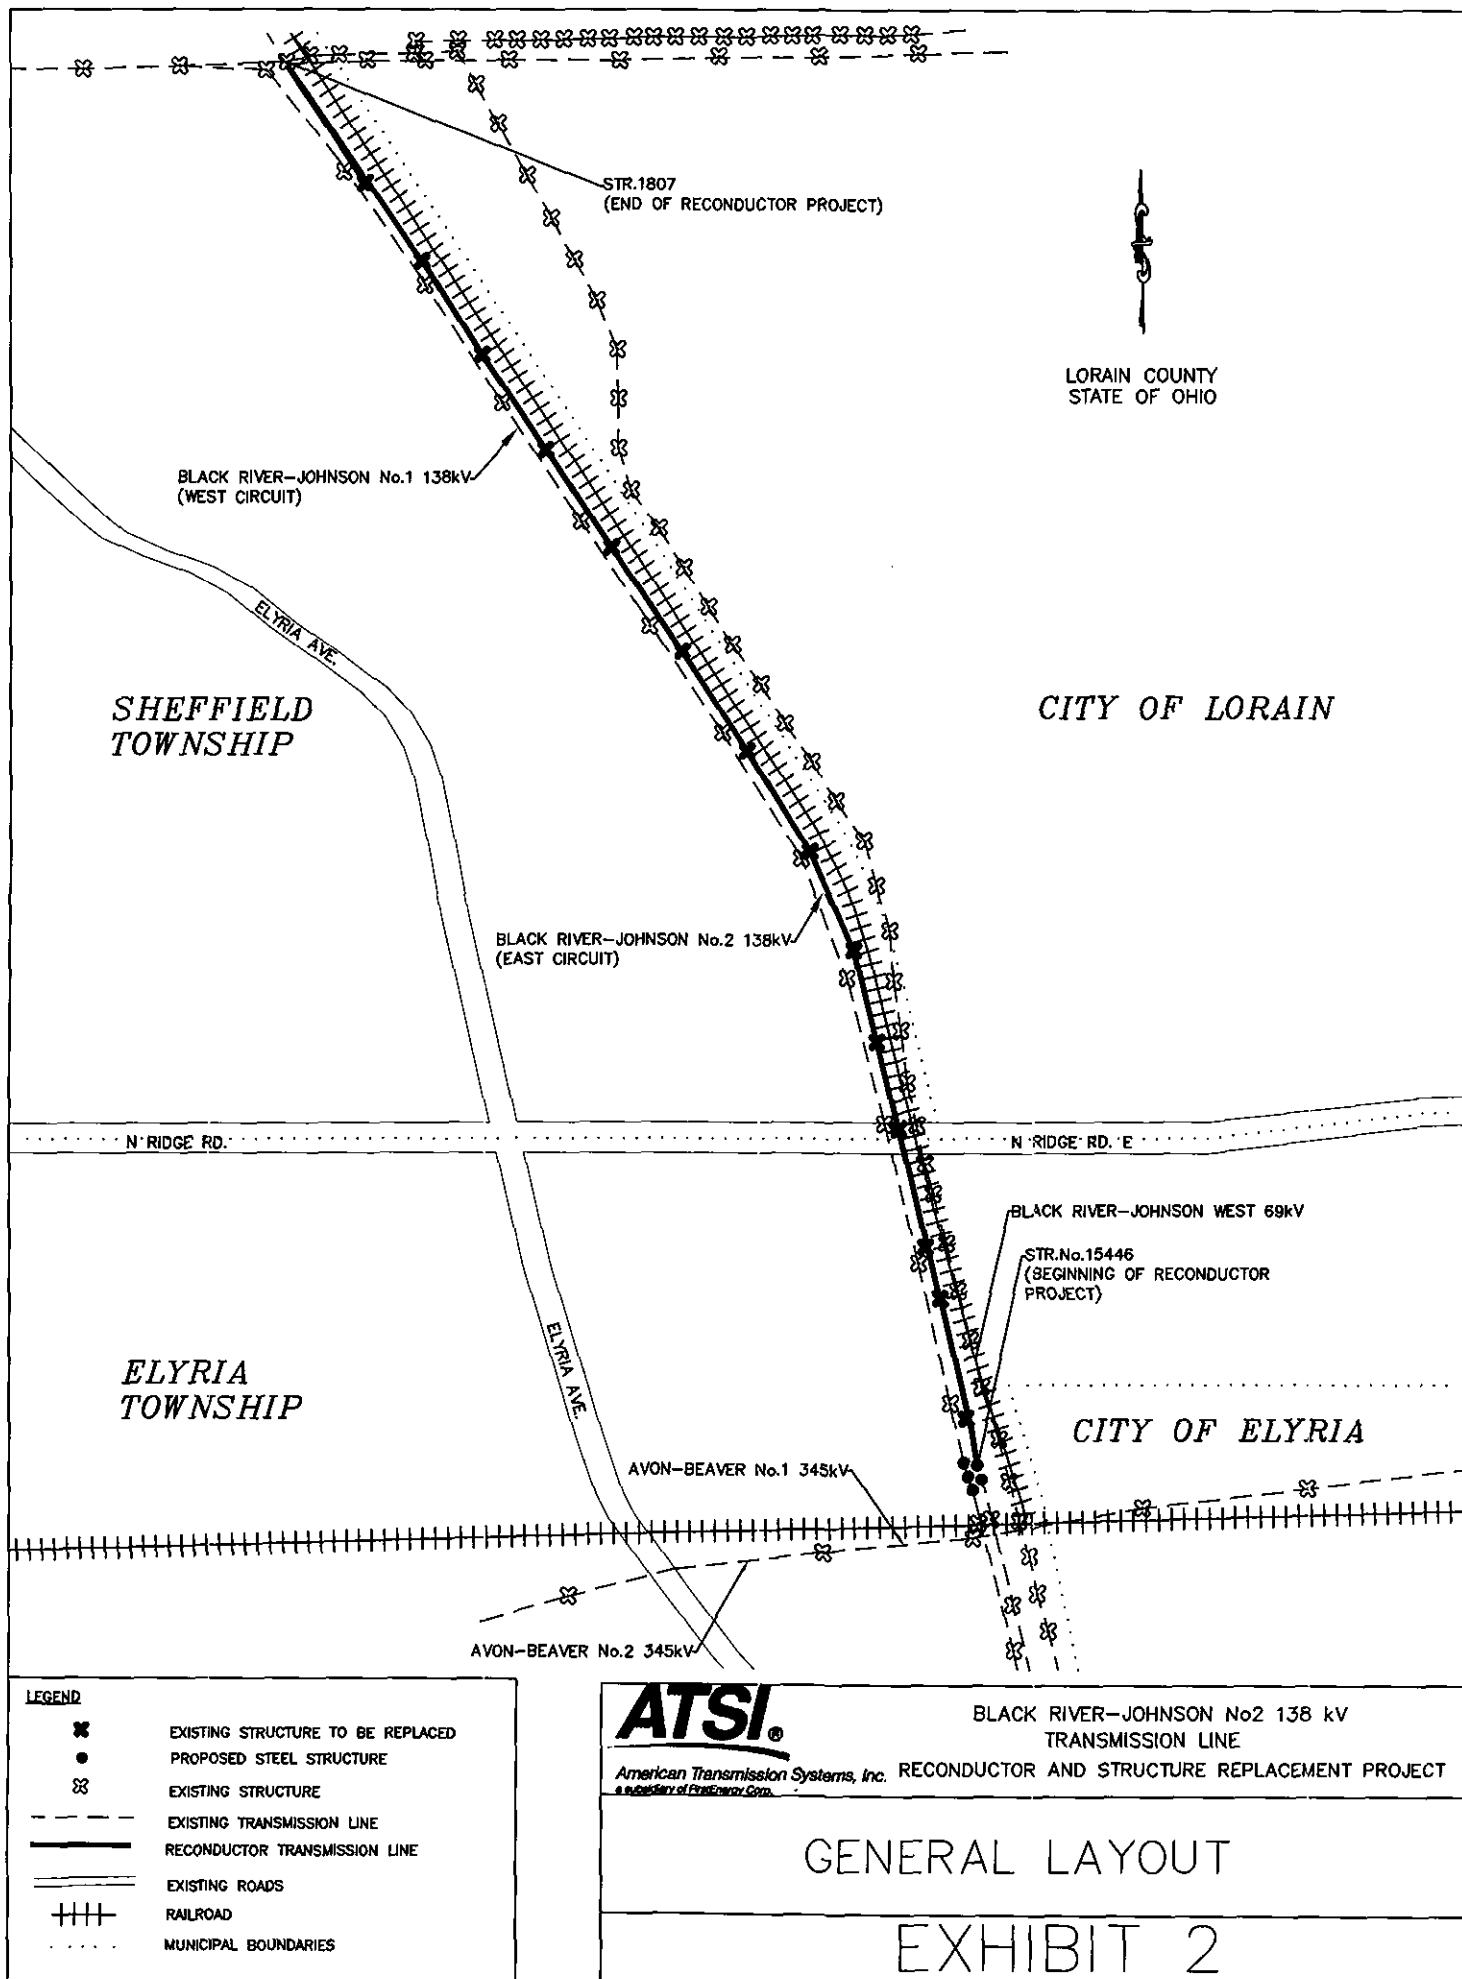 STR.1807
(END OF RECONDUCTOR PROJECT)
LORAIN COUNTY
STATE OF OHIO
BLACK RIVER-JOHNSON No.1 138kV
(WEST CIRCUIT)
ELYRIA AVE.
SHEFFIELD
TOWNSHIP
CITY OF LORAIN
BLACK RIVER-JOHNSON No.2 138kV
(EAST CIRCUIT)
N RIDGE RD.
N RIDGE RD. E
BLACK RIVER-JOHNSON WEST 69kV
STR.No.15446
(BEGINNING OF RECONDUCTOR
PROJECT)
ELYRIA AVE.
ELYRIA
TOWNSHIP
CITY OF ELYRIA
AVON-BEAVER No.1 345kV
AVON-BEAVER No.2 345kV
LEGEND
EXISTING STRUCTURE TO BE REPLACED
PROPOSED STEEL STRUCTURE
EXISTING STRUCTURE
EXISTING TRANSMISSION LINE
RECONDUCTOR TRANSMISSION LINE
EXISTING ROADS
RAILROAD
MUNICIPAL BOUNDARIES
ATSI®
American Transmission Systems, Inc.
a subsidiary of FirstEnergy Corp.
BLACK RIVER-JOHNSON No2 138 kV
TRANSMISSION LINE
RECONDUCTOR AND STRUCTURE REPLACEMENT PROJECT
GENERAL LAYOUT
EXHIBIT 2